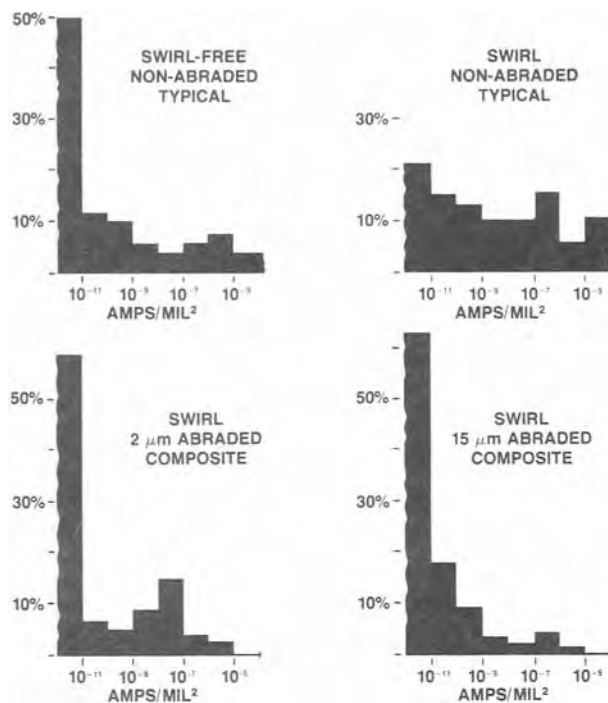 50%
30%
10%
SWIRL-FREE
NON-ABRADED
TYPICAL
10⁻¹¹ 10⁻⁹ 10⁻⁷ 10⁻⁵
AMPS/MIL²
30%
10%
SWIRL
NON-ABRADED
TYPICAL
10⁻¹¹ 10⁻⁹ 10⁻⁷ 10⁻⁵
AMPS/MIL²
50%
30%
10%
SWIRL
2 μm ABRADED
COMPOSITE
10⁻¹¹ 10⁻⁹ 10⁻⁷ 10⁻⁵
AMPS/MIL²
50%
30%
10%
SWIRL
15 μm ABRADED
COMPOSITE
10⁻¹¹ 10⁻⁹ 10⁻⁷ 10⁻⁵
AMPS/MIL²